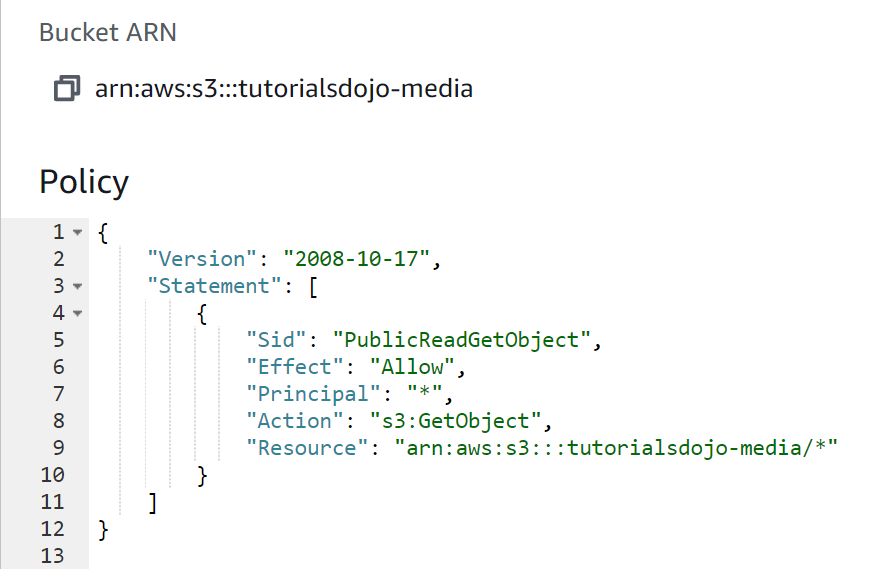 Bucket ARN
arn:aws:s3:::tutorialsdojo-media
Policy
1 {
2 "Version": "2008-10-17",
3 "Statement": [
4 {
5 "Sid": "PublicReadGetObject",
6 "Effect": "Allow",
7 "Principal": "*",
8 "Action": "s3:GetObject",
9 "Resource": "arn:aws:s3:::tutorialsdojo-media/*"
10 }
11 ]
12 }
13